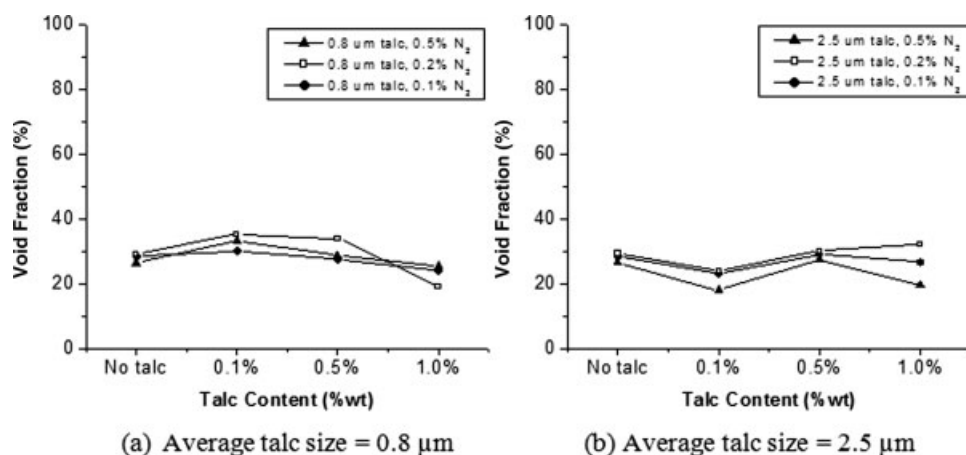 100
80
60
40
20
0
Void Fraction (%)
0.8 um talc, 0.5% N2
0.8 um talc, 0.2% N2
0.8 um talc, 0.1% N2
No talc 0.1% 0.5% 1.0%
Talc Content (%wt)
(a) Average talc size = 0.8 µm
100
80
60
40
20
0
Void Fraction (%)
2.5 um talc, 0.5% N2
2.5 um talc, 0.2% N2
2.5 um talc, 0.1% N2
No talc 0.1% 0.5% 1.0%
Talc Content (%wt)
(b) Average talc size = 2.5 µm